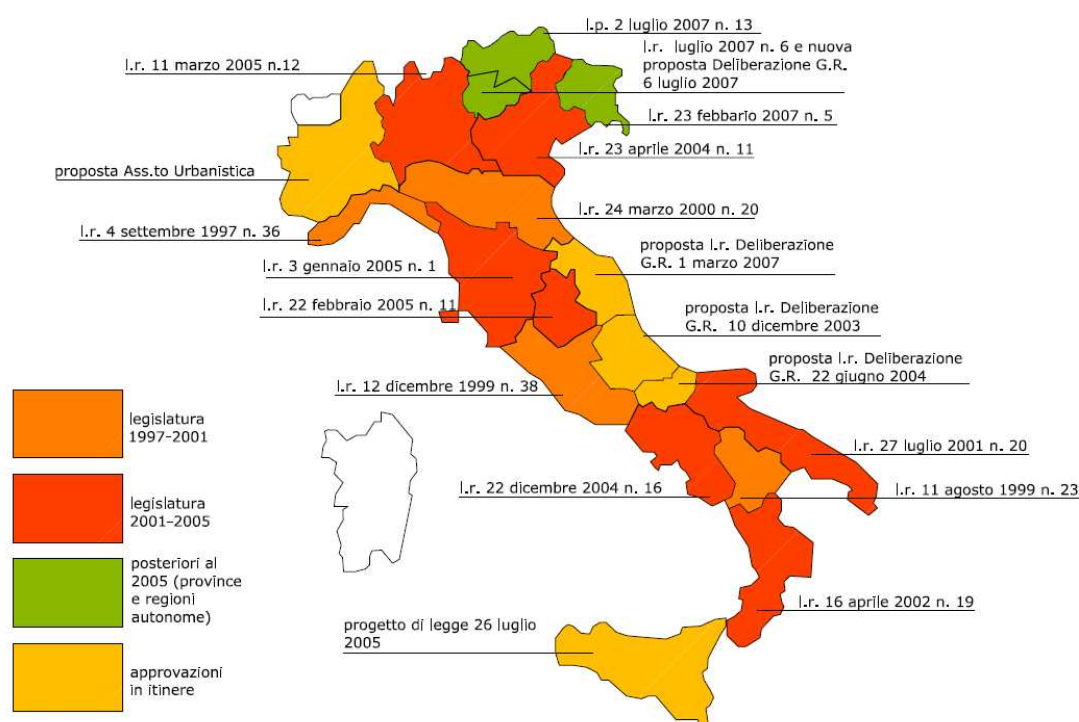 l.p. 2 luglio 2007 n. 13
l.r. luglio 2007 n. 6 e nuova
proposta Deliberazione G.R.
6 luglio 2007
l.r. 11 marzo 2005 n.12
l.r. 23 febbario 2007 n. 5
l.r. 23 aprile 2004 n. 11
proposta Ass.to Urbanistica
l.r. 24 marzo 2000 n. 20
l.r. 4 settembre 1997 n. 36
proposta l.r. Deliberazione
G.R. 1 marzo 2007
l.r. 3 gennaio 2005 n. 1
l.r. 22 febbraio 2005 n. 11
proposta l.r. Deliberazione
G.R. 10 dicembre 2003
proposta l.r. Deliberazione
G.R. 22 giugno 2004
l.r. 12 dicembre 1999 n. 38
legislatura
1997-2001
l.r. 27 luglio 2001 n. 20
l.r. 22 dicembre 2004 n. 16
l.r. 11 agosto 1999 n. 23
legislatura
2001-2005
posteriori al
2005 (province
e regioni
autonome)
l.r. 16 aprile 2002 n. 19
progetto di legge 26 luglio
2005
approvazioni
in itinere